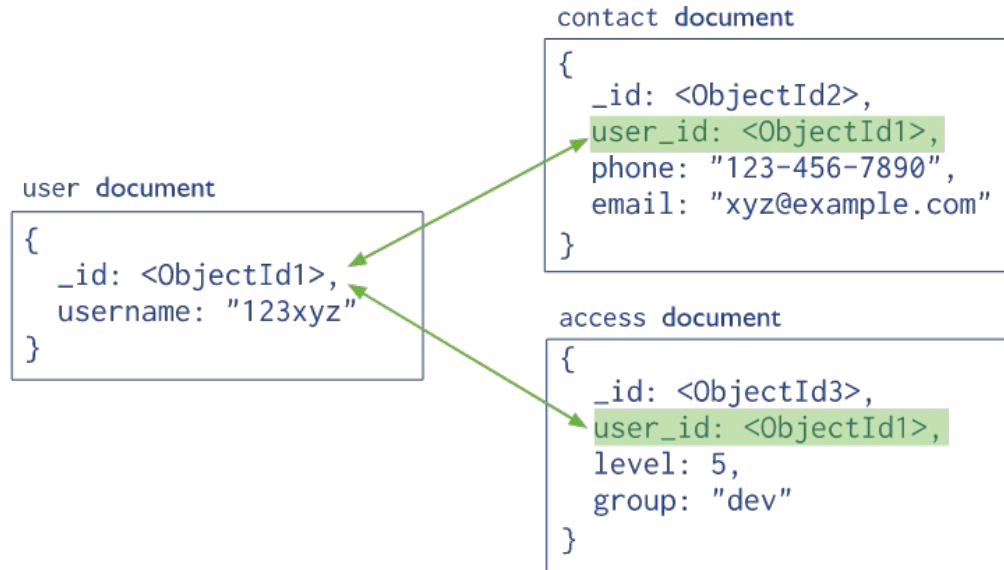 user document
{
_id: <ObjectId1>,
username: "123xyz"
}
contact document
{
_id: <ObjectId2>,
user_id: <ObjectId1>,
phone: "123-456-7890",
email: "xyz@example.com"
}
access document
{
_id: <ObjectId3>,
user_id: <ObjectId1>,
level: 5,
group: "dev"
}